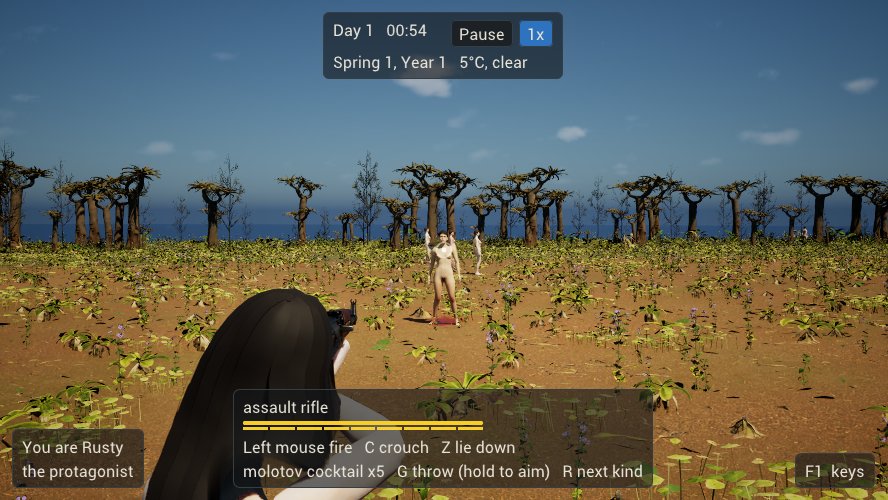 Day 1 00:54 Pause 1x
Spring 1, Year 1 5°C, clear
assault rifle
Left mouse fire C crouch Z lie down
molotov cocktail x5 G throw (hold to aim) R next kind
You are Rusty
the protagonist
F1 keys